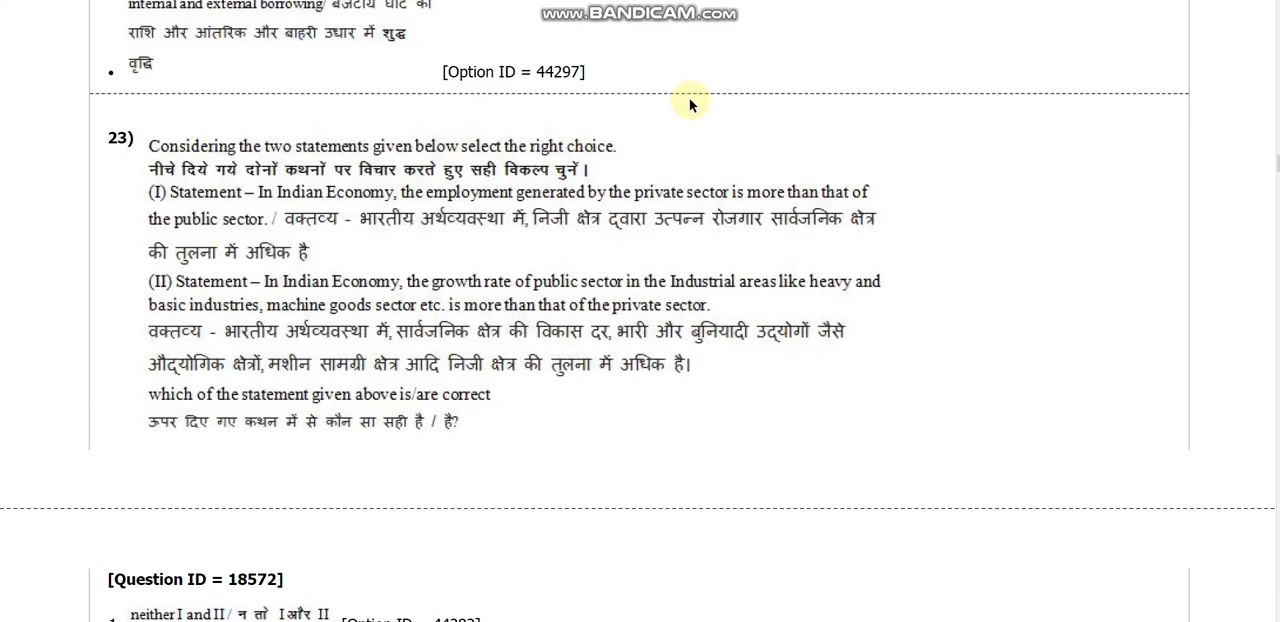 www.BANDICAM.com
internal and external borrowing/ बजटीय घाटे की
राशि और आंतरिक और बाहरी उधार में शुद्ध
वृद्धि
[Option ID = 44297]
23) Considering the two statements given below select the right choice.
नीचे दिये गये दोनों कथनों पर विचार करते हुए सही विकल्प चुनें ।
(I) Statement – In Indian Economy, the employment generated by the private sector is more than that of
the public sector. / वक्तव्य - भारतीय अर्थव्यवस्था में, निजी क्षेत्र द्वारा उत्पन्न रोजगार सार्वजनिक क्षेत्र
की तुलना में अधिक है
(II) Statement – In Indian Economy, the growth rate of public sector in the Industrial areas like heavy and
basic industries, machine goods sector etc. is more than that of the private sector.
वक्तव्य - भारतीय अर्थव्यवस्था में, सार्वजनिक क्षेत्र की विकास दर, भारी और बुनियादी उद्योगों जैसे
औद्योगिक क्षेत्रों, मशीन सामग्री क्षेत्र आदि निजी क्षेत्र की तुलना में अधिक है।
which of the statement given above is/are correct
ऊपर दिए गए कथन में से कौन सा सही है / है?
[Question ID = 18572]
neither I and II / न तो I और II